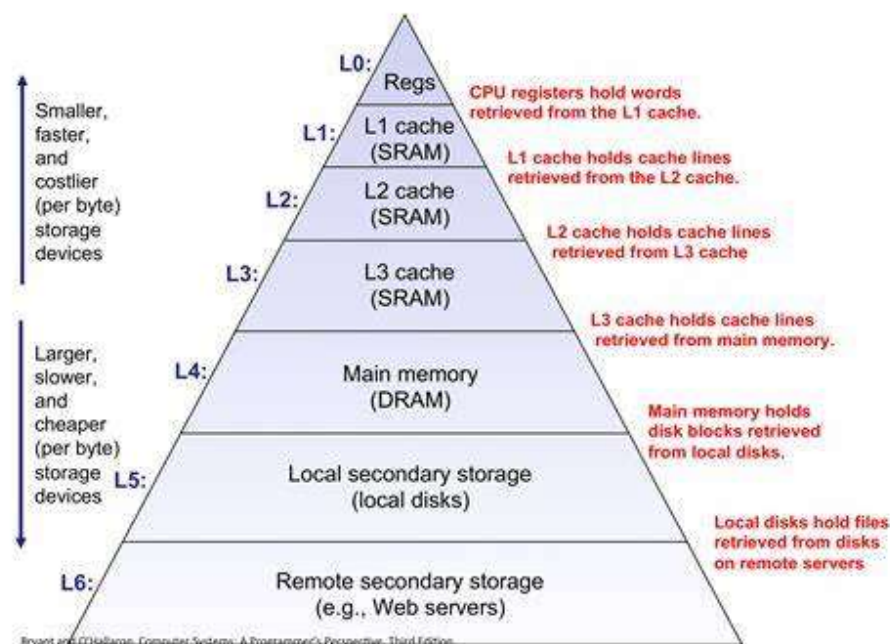 L0:
Regs
CPU registers hold words
retrieved from the L1 cache.
Smaller,
faster,
and
costlier
(per byte)
storage
devices
L1:
L1 cache
(SRAM)
L1 cache holds cache lines
retrieved from the L2 cache.
L2:
L2 cache
(SRAM)
L2 cache holds cache lines
retrieved from L3 cache
L3:
L3 cache
(SRAM)
L3 cache holds cache lines
retrieved from main memory.
Larger,
slower,
and
cheaper
(per byte)
storage
devices
L4:
Main memory
(DRAM)
Main memory holds
disk blocks retrieved
from local disks.
L5:
Local secondary storage
(local disks)
Local disks hold files
retrieved from disks
on remote servers
L6:
Remote secondary storage
(e.g., Web servers)
Bryant and O'Hallaron, Computer Systems: A Programmer's Perspective, Third Edition